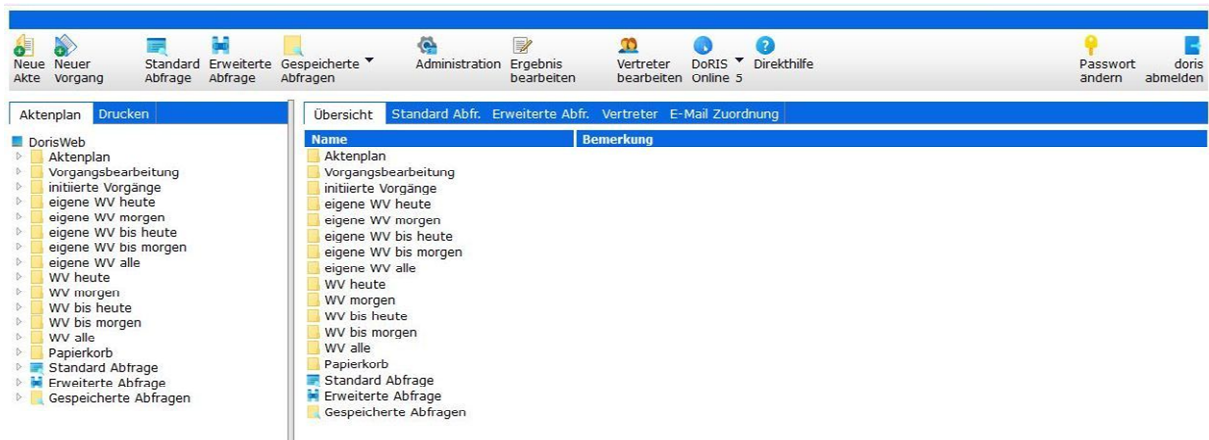 Neue Akte
Neuer Vorgang
Standard Abfrage
Erweiterte Abfrage
Gespeicherte Abfragen
Administration
Ergebnis bearbeiten
Vertreter bearbeiten
DoRIS Online 5
Direkthilfe
Passwort ändern
doris abmelden
Aktenplan
Drucken
DorisWeb
Aktenplan
Vorgangsbearbeitung
initiierte Vorgänge
eigene WV heute
eigene WV morgen
eigene WV bis heute
eigene WV bis morgen
eigene WV alle
WV heute
WV morgen
WV bis heute
WV bis morgen
WV alle
Papierkorb
Standard Abfrage
Erweiterte Abfrage
Gespeicherte Abfragen
Übersicht
Standard Abfr.
Erweiterte Abfr.
Vertreter
E-Mail Zuordnung
Name
Bemerkung
Aktenplan
Vorgangsbearbeitung
initiierte Vorgänge
eigene WV heute
eigene WV morgen
eigene WV bis heute
eigene WV bis morgen
eigene WV alle
WV heute
WV morgen
WV bis heute
WV bis morgen
WV alle
Papierkorb
Standard Abfrage
Erweiterte Abfrage
Gespeicherte Abfragen